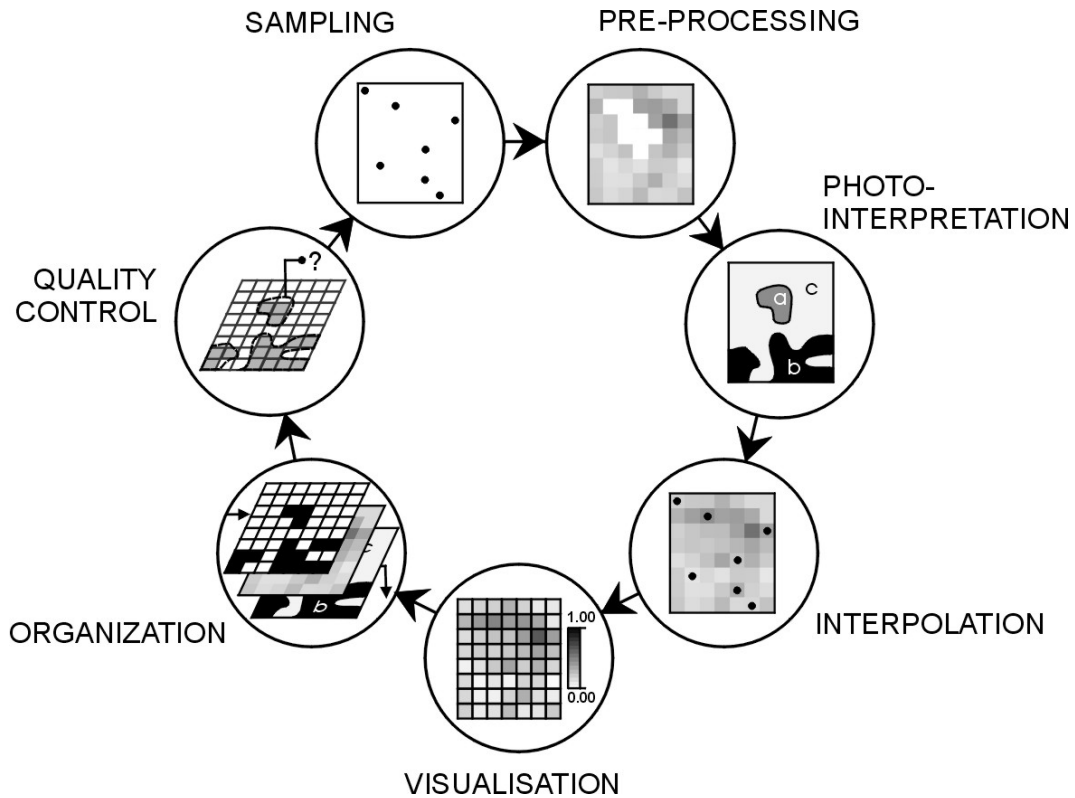 SAMPLING
PRE-PROCESSING
PHOTO-
INTERPRETATION
a
c
b
INTERPOLATION
1.00
0.00
VISUALISATION
c
b
ORGANIZATION
QUALITY
CONTROL
?